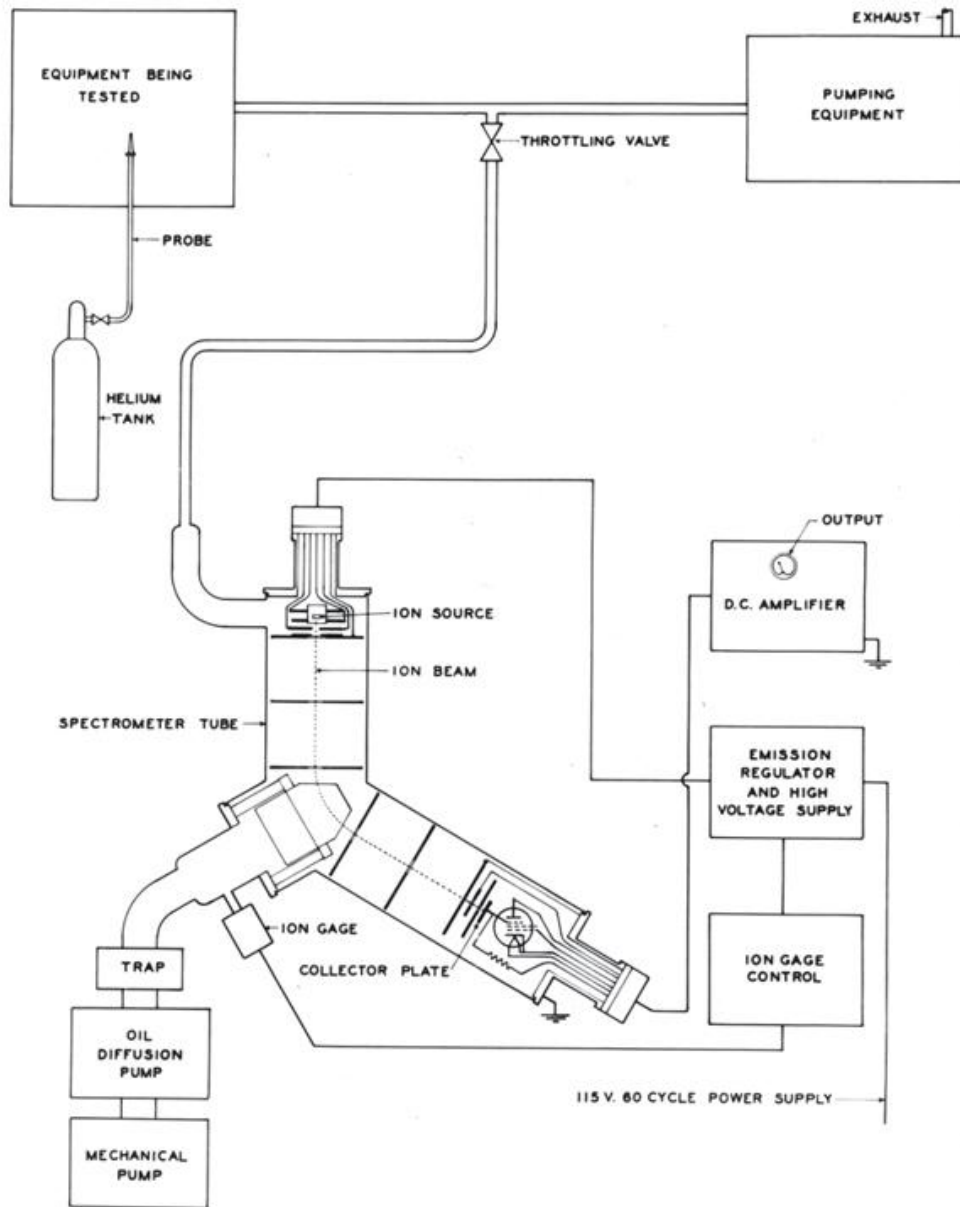 EXHAUST
EQUIPMENT BEING
TESTED
PUMPING
EQUIPMENT
THROTTLING VALVE
PROBE
HELIUM
TANK
OUTPUT
D.C. AMPLIFIER
ION SOURCE
ION BEAM
SPECTROMETER TUBE
EMISSION
REGULATOR
AND HIGH
VOLTAGE SUPPLY
ION GAGE
COLLECTOR PLATE
ION GAGE
CONTROL
TRAP
OIL
DIFFUSION
PUMP
115 V. 60 CYCLE POWER SUPPLY
MECHANICAL
PUMP